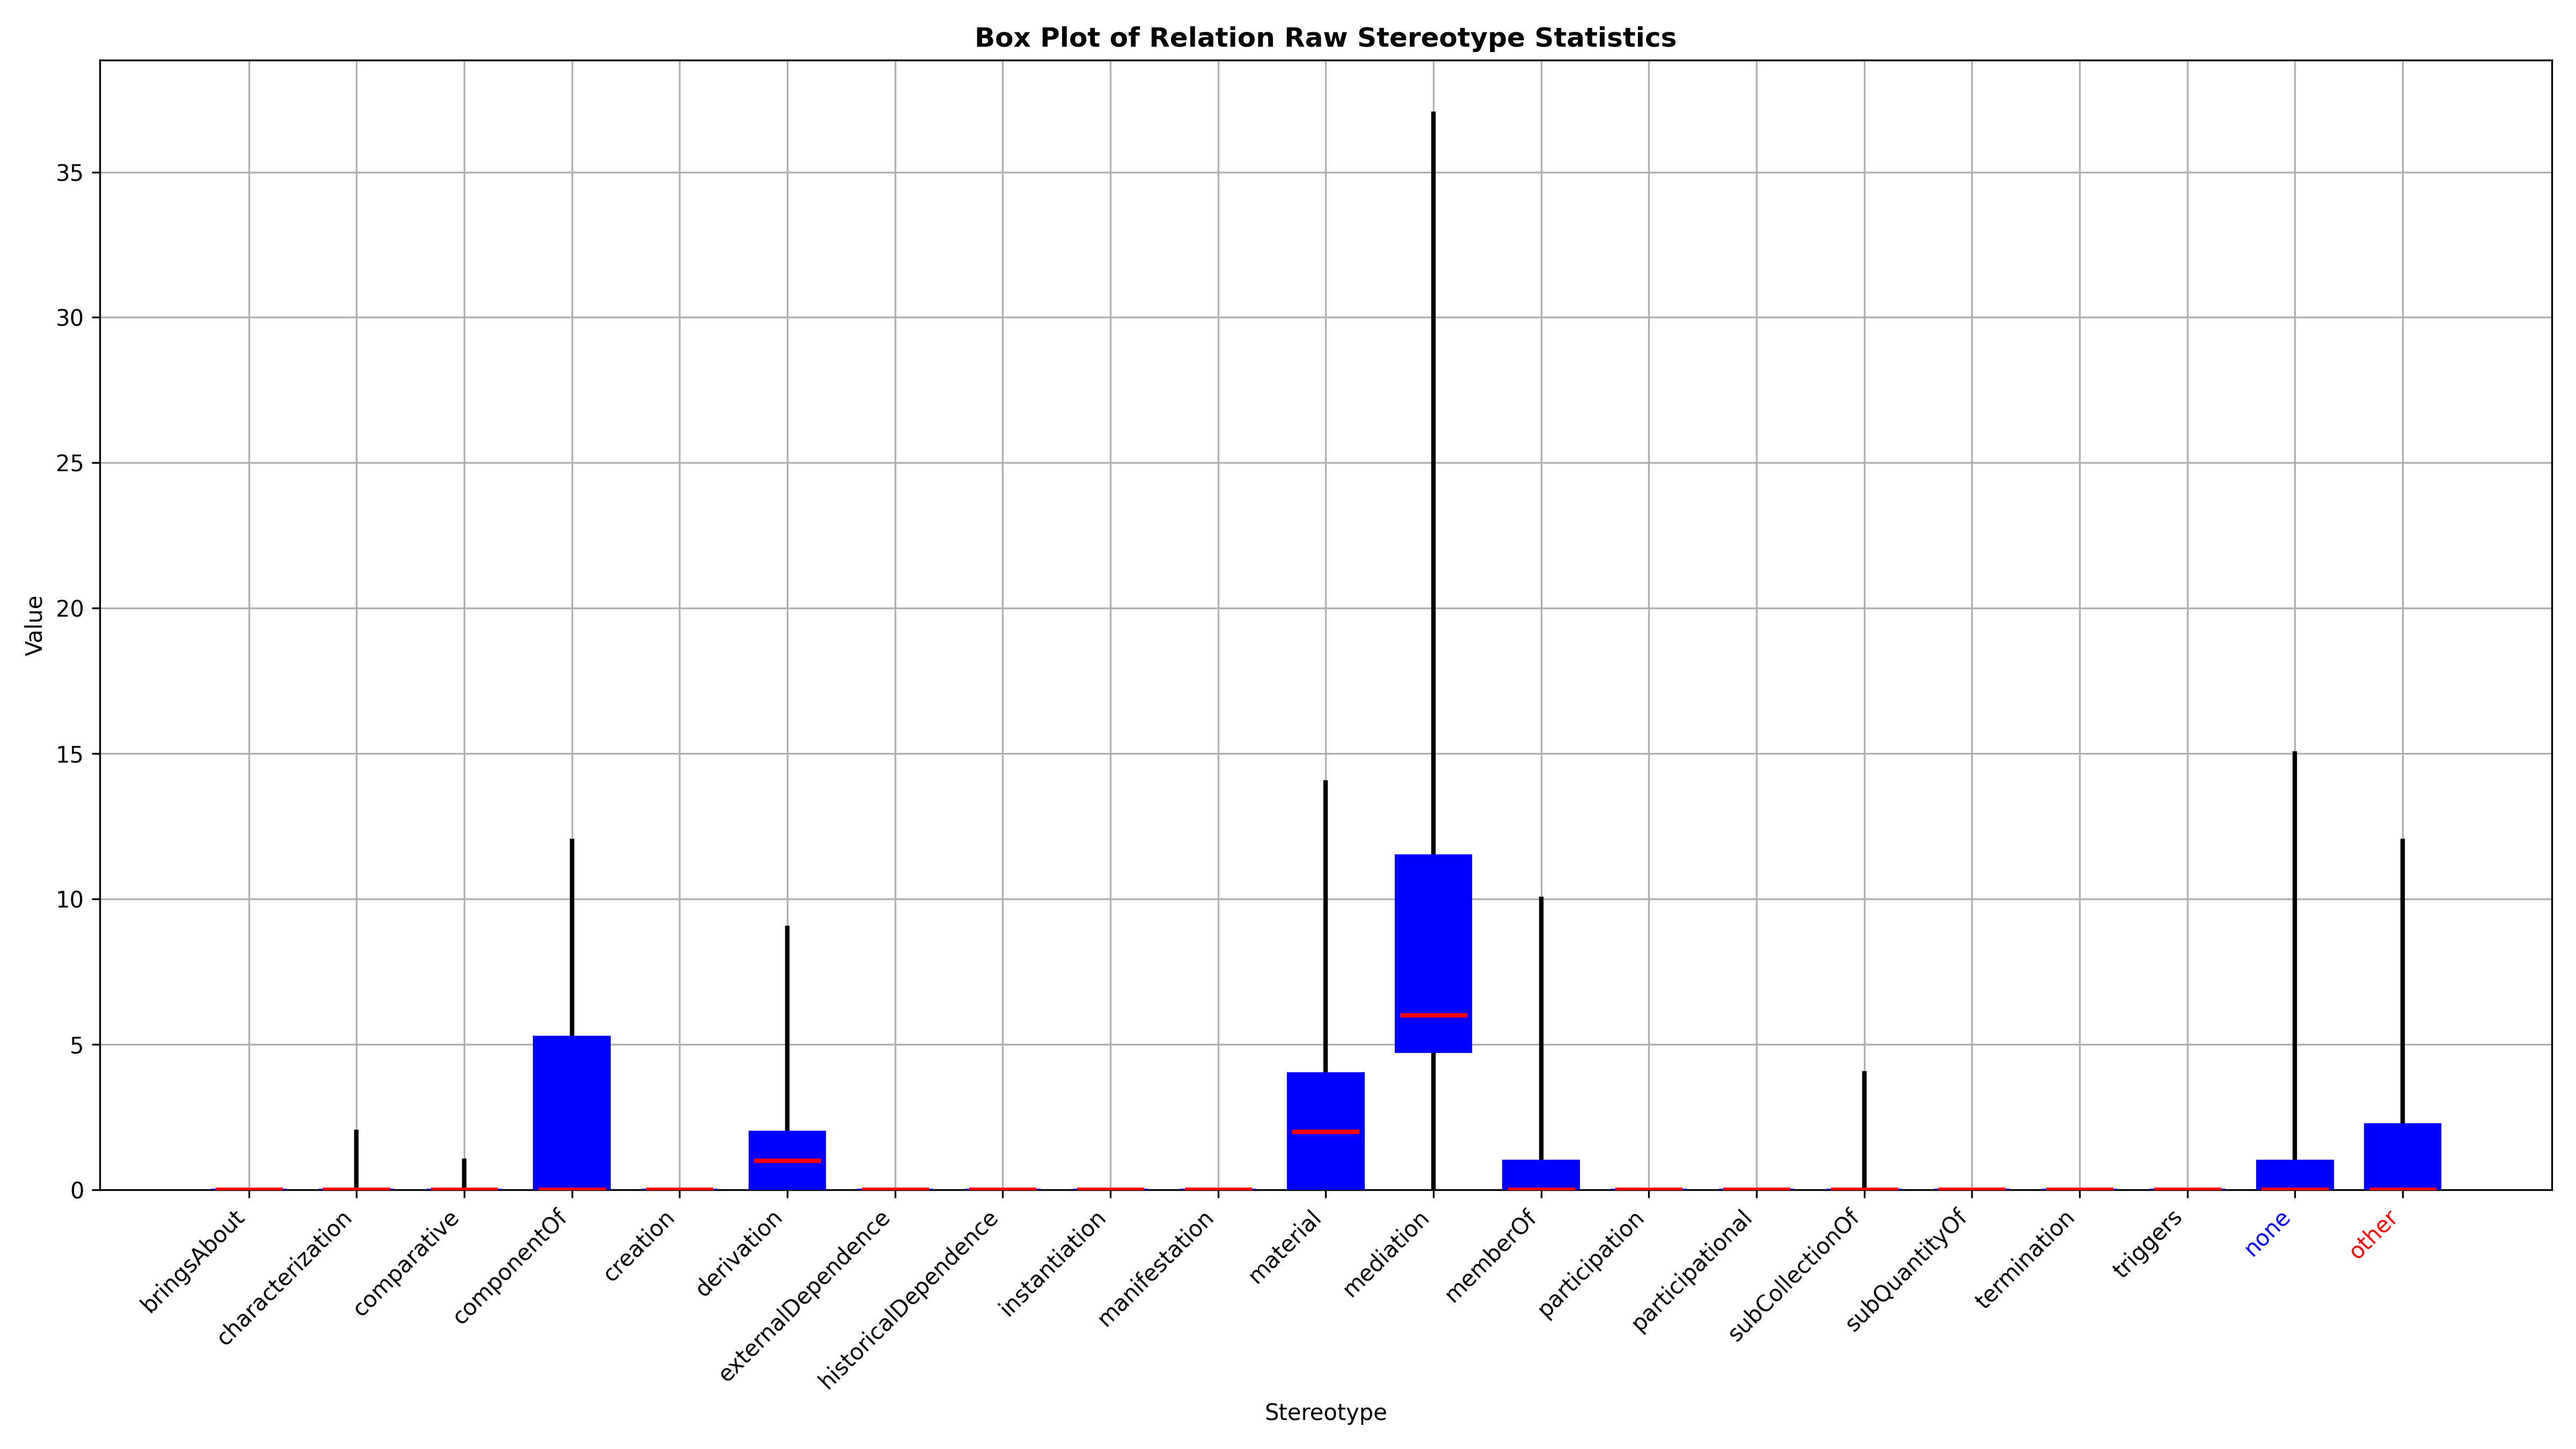 Box Plot of Relation Raw Stereotype Statistics
Value
35
30
25
20
15
10
5
0
bringsAbout
characterization
comparative
componentOf
creation
derivation
externalDependence
historicalDependence
instantiation
manifestation
material
mediation
memberOf
participation
participational
subCollectionOf
subQuantityOf
termination
triggers
none
other
Stereotype